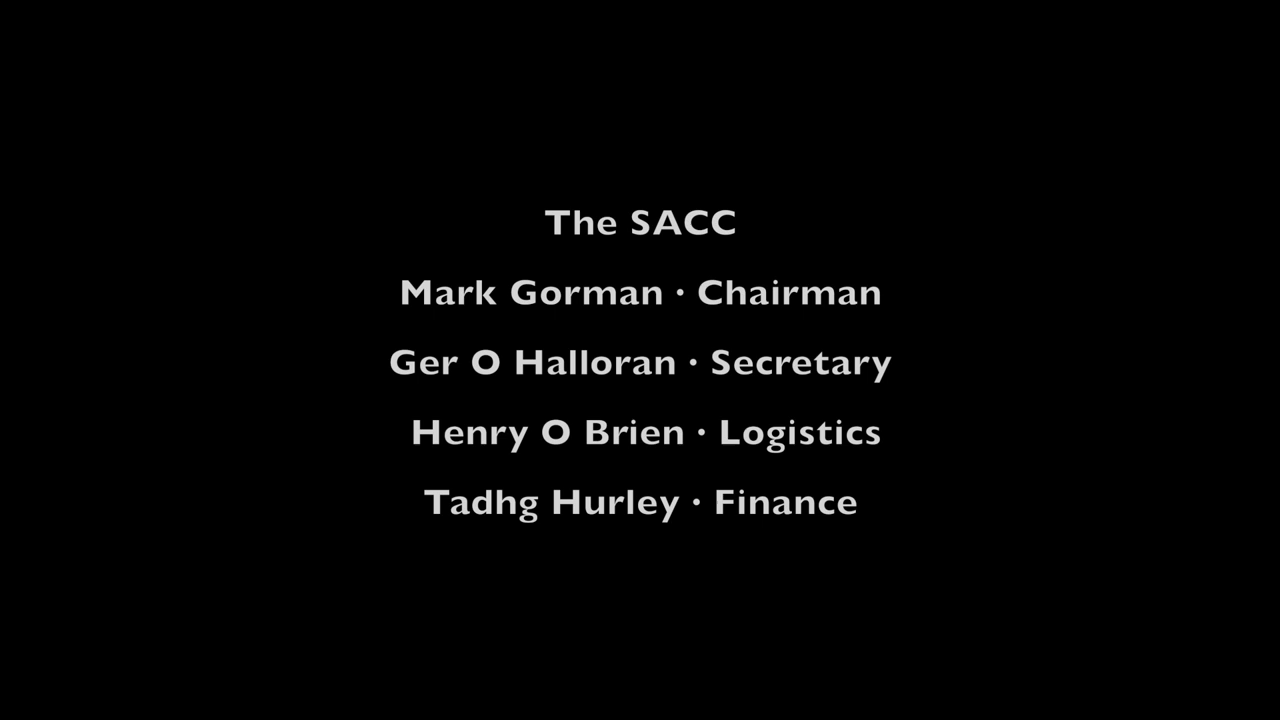 The SACC
Mark Gorman · Chairman
Ger O Halloran · Secretary
Henry O Brien · Logistics
Tadhg Hurley · Finance